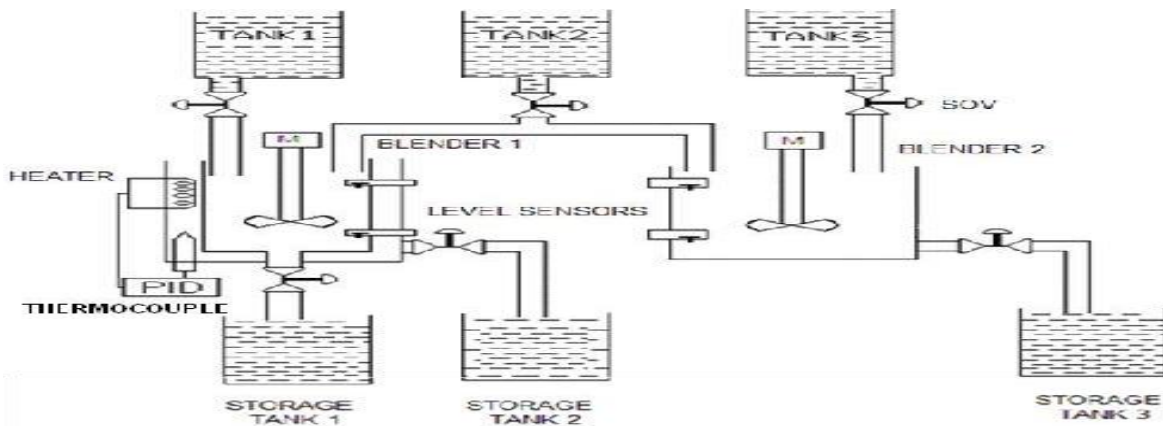 TANK 1
TANK2
TANK3
SOV
M
BLENDER 1
M
BLENDER 2
HEATER
LEVEL SENSORS
PID
THERMOCOUPLE
STORAGE
TANK 1
STORAGE
TANK 2
STORAGE
TANK 3